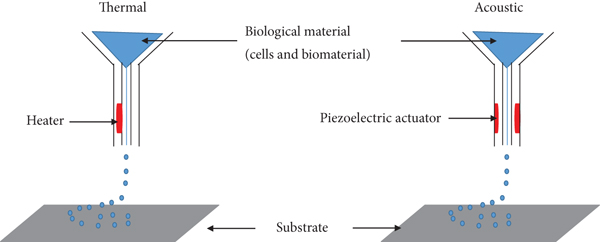 Thermal
Acoustic
Biological material
(cells and biomaterial)
Heater
Piezoelectric actuator
Substrate